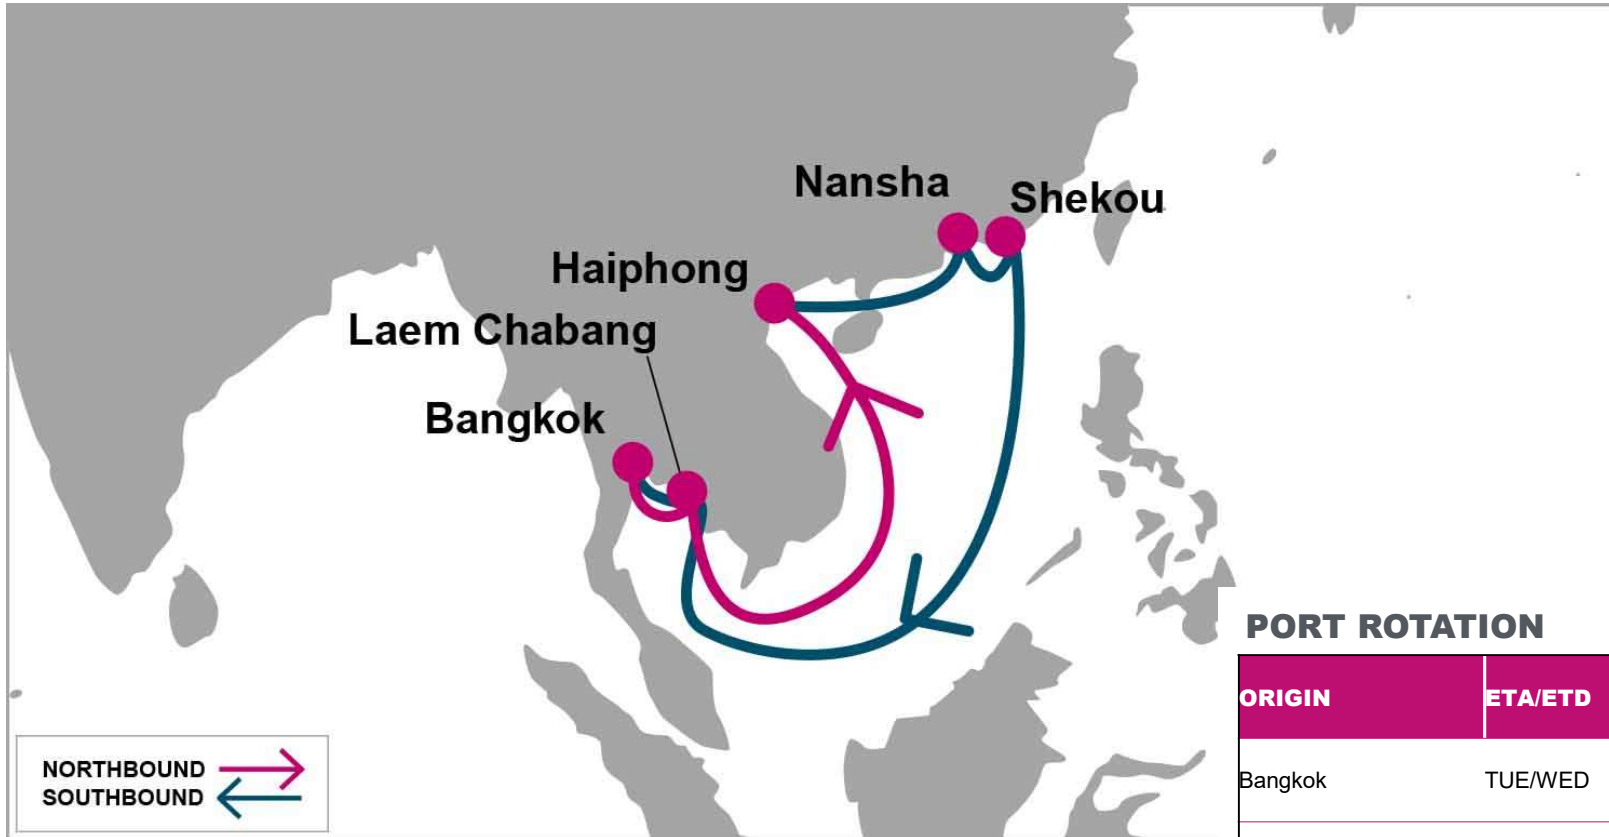 Nansha
Shekou
Haiphong
Laem Chabang
Bangkok
NORTHBOUND
SOUTHBOUND
PORT ROTATION
ORIGIN ETA/ETD
Bangkok TUE/WED